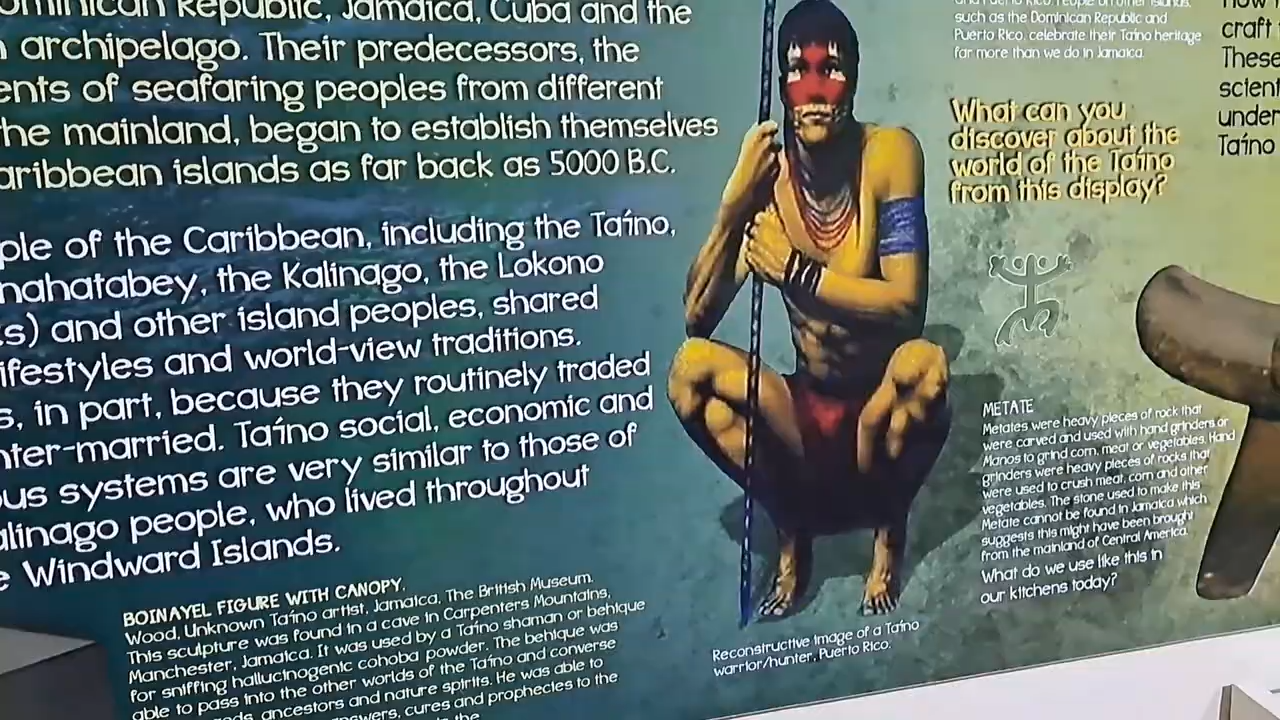 Dominican Republic, Jamaica, Cuba and the
archipelago. Their predecessors, the
ents of seafaring peoples from different
he mainland, began to establish themselves
aribbean islands as far back as 5000 B.C.
ple of the Caribbean, including the Taíno,
nahatabey, the Kalinago, the Lokono
s) and other island peoples, shared
ifestyles and world-view traditions.
s, in part, because they routinely traded
nter-married. Taíno social, economic and
ous systems are very similar to those of
alinago people, who lived throughout
e Windward Islands.
BOINAYEL FIGURE WITH CANOPY.
Wood, Unknown Taíno artist, Jamaica, The British Museum.
This sculpture was found in a cave in Carpenters Mountains,
Manchester, Jamaica. It was used by a Taíno shaman or behique
for sniffing hallucinogenic cohoba powder. The behique was
able to pass into the other worlds of the Taíno and converse
ancestors and nature spirits. He was able to
cures and prophecies to the
the
Reconstructive image of a Taíno
warrior/hunter, Puerto Rico.
such as the Dominican Republic and
Puerto Rico, celebrate their Taíno heritage
far more than we do in Jamaica.
What can you
discover about the
world of the Taíno
from this display?
METATE
Metates were heavy pieces of rock that
were carved and used with hand grinders or
Manos to grind corn, meat or vegetables. Hand
grinders were heavy pieces of rocks that
were used to crush meat, corn and other
vegetables. The stone used to make this
Metate cannot be found in Jamaica which
suggests this might have been brought
from the mainland of Central America.
What do we use like this in
our kitchens today?
craft
These
scient
under
Taíno